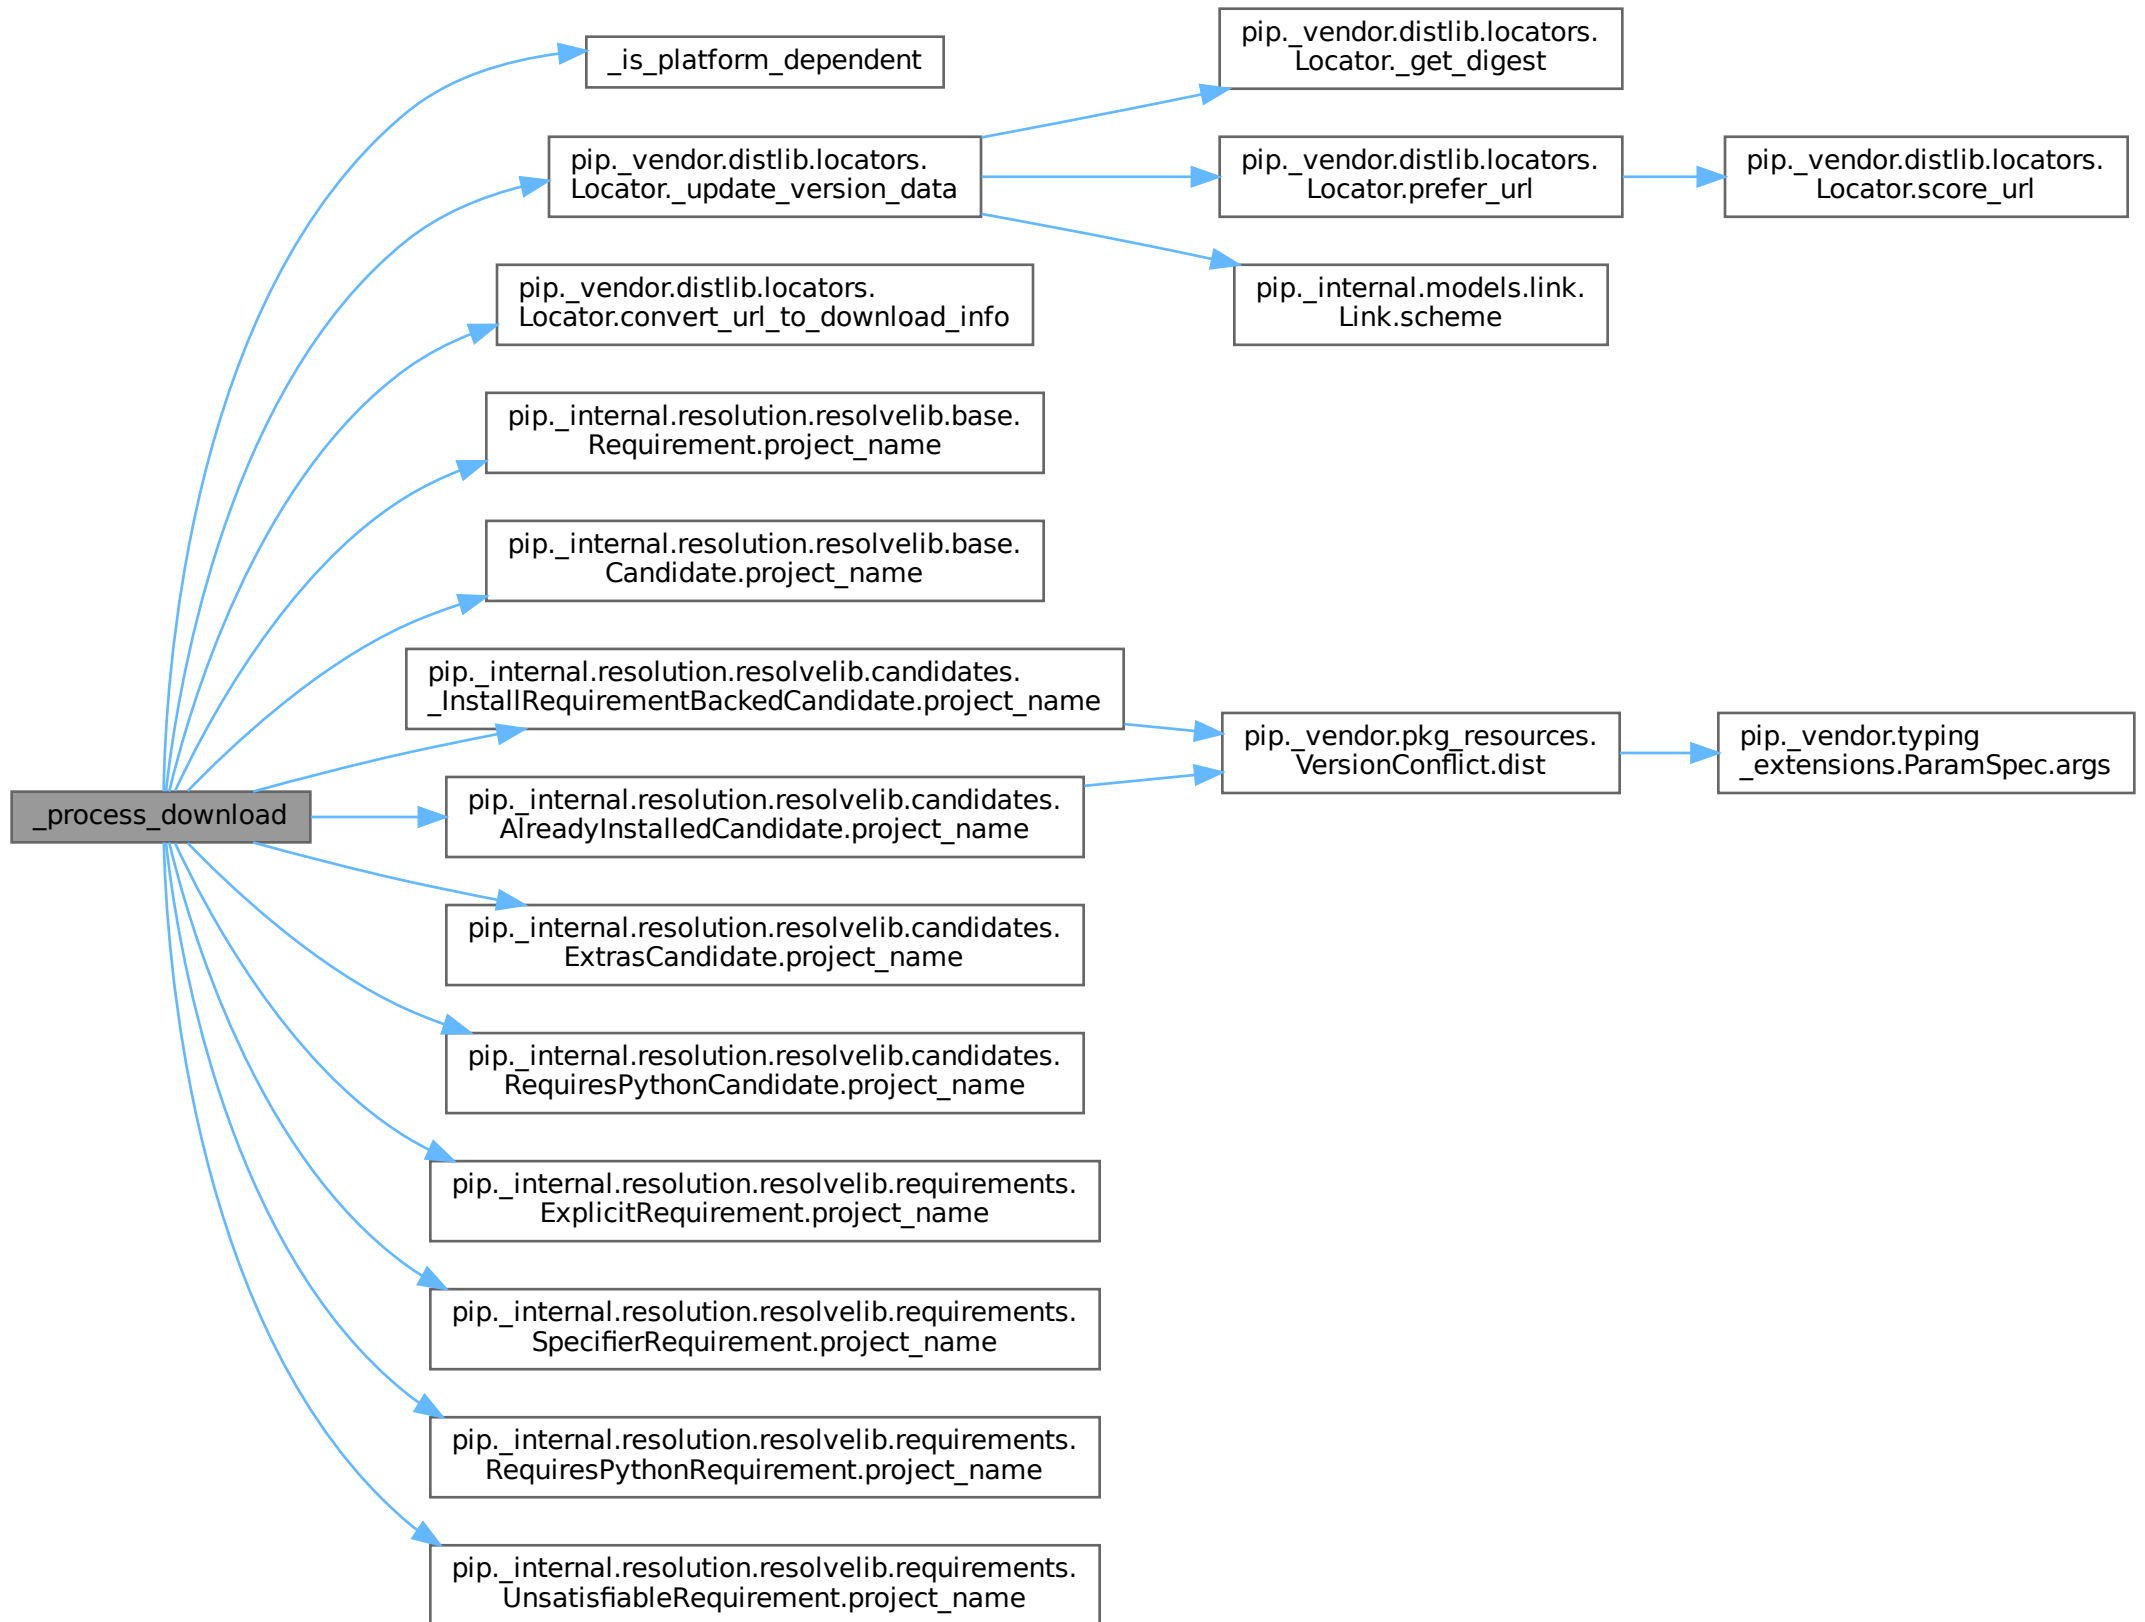 _is_platform_dependent
pip._vendor.distlib.locators.
Locator._get_digest
pip._vendor.distlib.locators.
Locator._update_version_data
pip._vendor.distlib.locators.
Locator.prefer_url
pip._vendor.distlib.locators.
Locator.score_url
pip._vendor.distlib.locators.
Locator.convert_url_to_download_info
pip._internal.models.link.
Link.scheme
pip._internal.resolution.resolvelib.base.
Requirement.project_name
pip._internal.resolution.resolvelib.base.
Candidate.project_name
pip._internal.resolution.resolvelib.candidates.
_InstallRequirementBackedCandidate.project_name
pip._vendor.pkg_resources.
VersionConflict.dist
pip._vendor.typing
_extensions.ParamSpec.args
_process_download
pip._internal.resolution.resolvelib.candidates.
AlreadyInstalledCandidate.project_name
pip._internal.resolution.resolvelib.candidates.
ExtrasCandidate.project_name
pip._internal.resolution.resolvelib.candidates.
RequiresPythonCandidate.project_name
pip._internal.resolution.resolvelib.requirements.
ExplicitRequirement.project_name
pip._internal.resolution.resolvelib.requirements.
SpecifierRequirement.project_name
pip._internal.resolution.resolvelib.requirements.
RequiresPythonRequirement.project_name
pip._internal.resolution.resolvelib.requirements.
UnsatisfiableRequirement.project_name